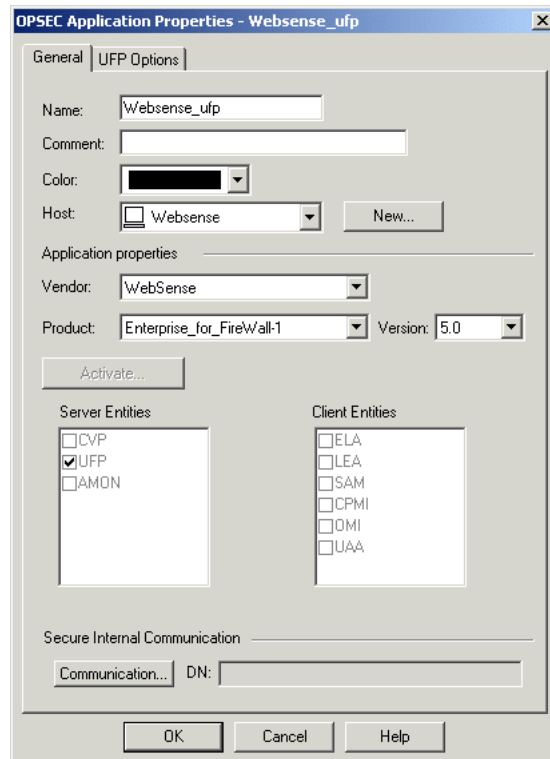 OPSEC Application Properties - Websense_ufp
General UFP Options
Name: Websense_ufp
Comment:
Color:
Host: Websense New...
Application properties
Vendor: WebSense
Product: Enterprise_for_FireWall-1 Version: 5.0
Activate...
Server Entities Client Entities
CVP ELA
UFP LEA
AMON SAM
CPMI
OMI
UAA
Secure Internal Communication
Communication... DN:
OK Cancel Help